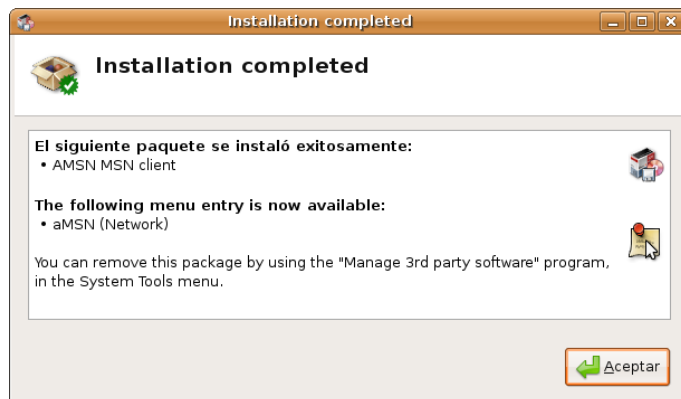 Installation completed
Installation completed
El siguiente paquete se instaló exitosamente:
• AMSN MSN client
The following menu entry is now available:
• aMSN (Network)
You can remove this package by using the "Manage 3rd party software" program,
in the System Tools menu.
Aceptar